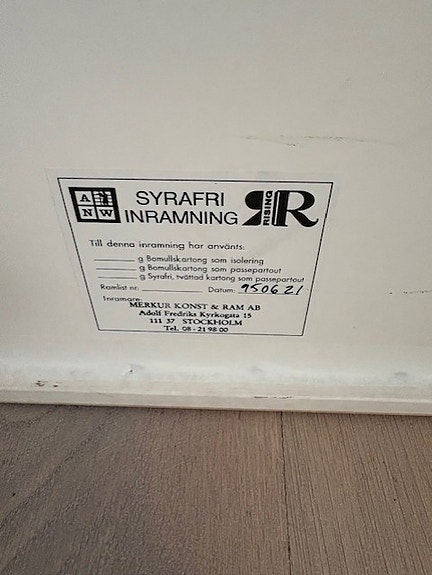 A
NW
SYRAFRI
INRAMNING
RISING
R
Till denna inramning har använts:
g Bomullskartong som isolering
g Bomullskartong som passepartout
g Syrafri, tvättad kartong som passepartout
Ramlist nr. Datum: 950621
Inramare:
MERKUR KONST & RAM AB
Adolf Fredriks Kyrkogata 15
111 37 STOCKHOLM
Tel. 08 - 21 98 00